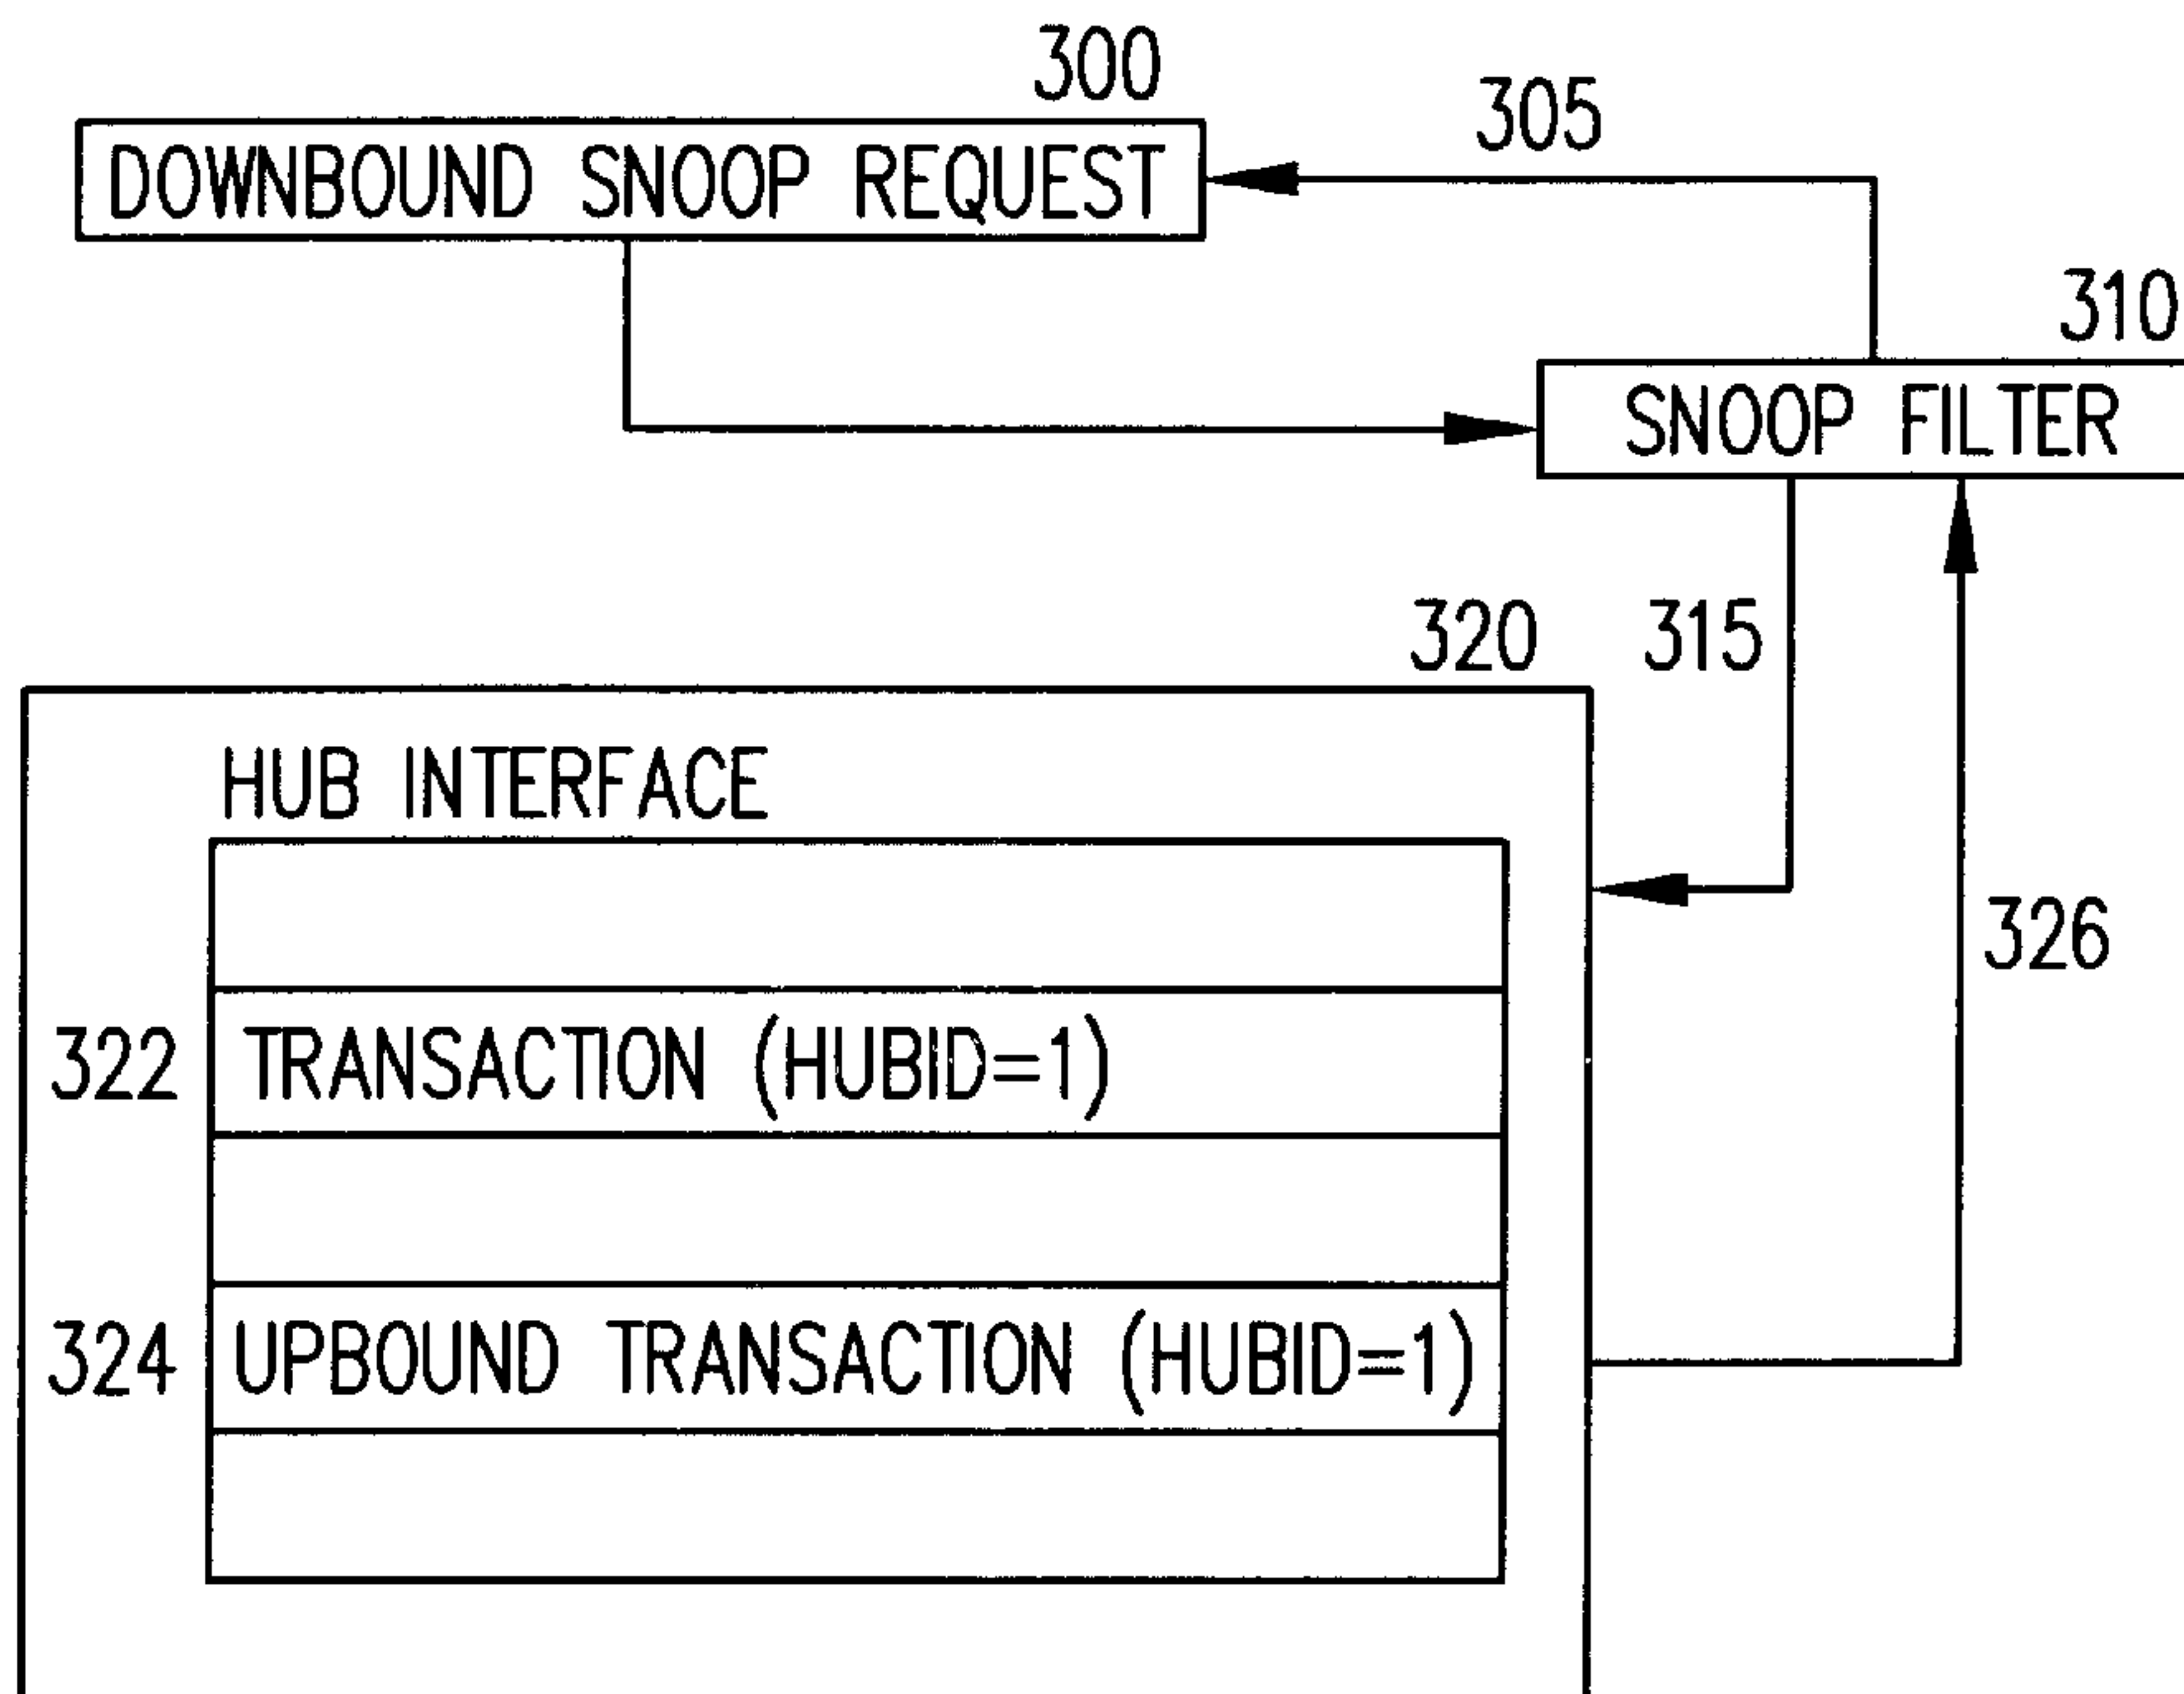 300
305
DOWNBOUND SNOOP REQUEST
310
SNOOP FILTER
320
315
HUB INTERFACE
326
322 TRANSACTION (HUBID=1)
324 UPBOUND TRANSACTION (HUBID=1)